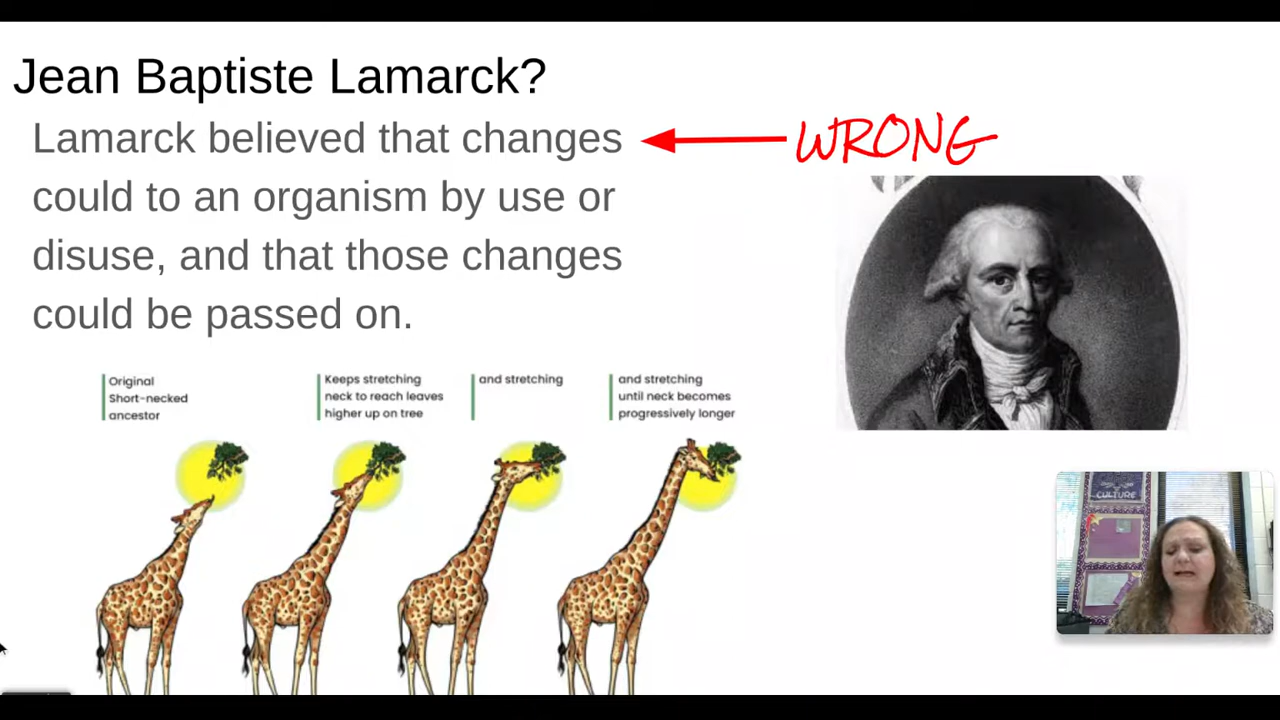 Jean Baptiste Lamarck?
Lamarck believed that changes
could to an organism by use or
disuse, and that those changes
could be passed on.
WRONG
Original
Short-necked
ancestor
Keeps stretching
neck to reach leaves
higher up on tree
and stretching
and stretching
until neck becomes
progressively longer
CULTURE